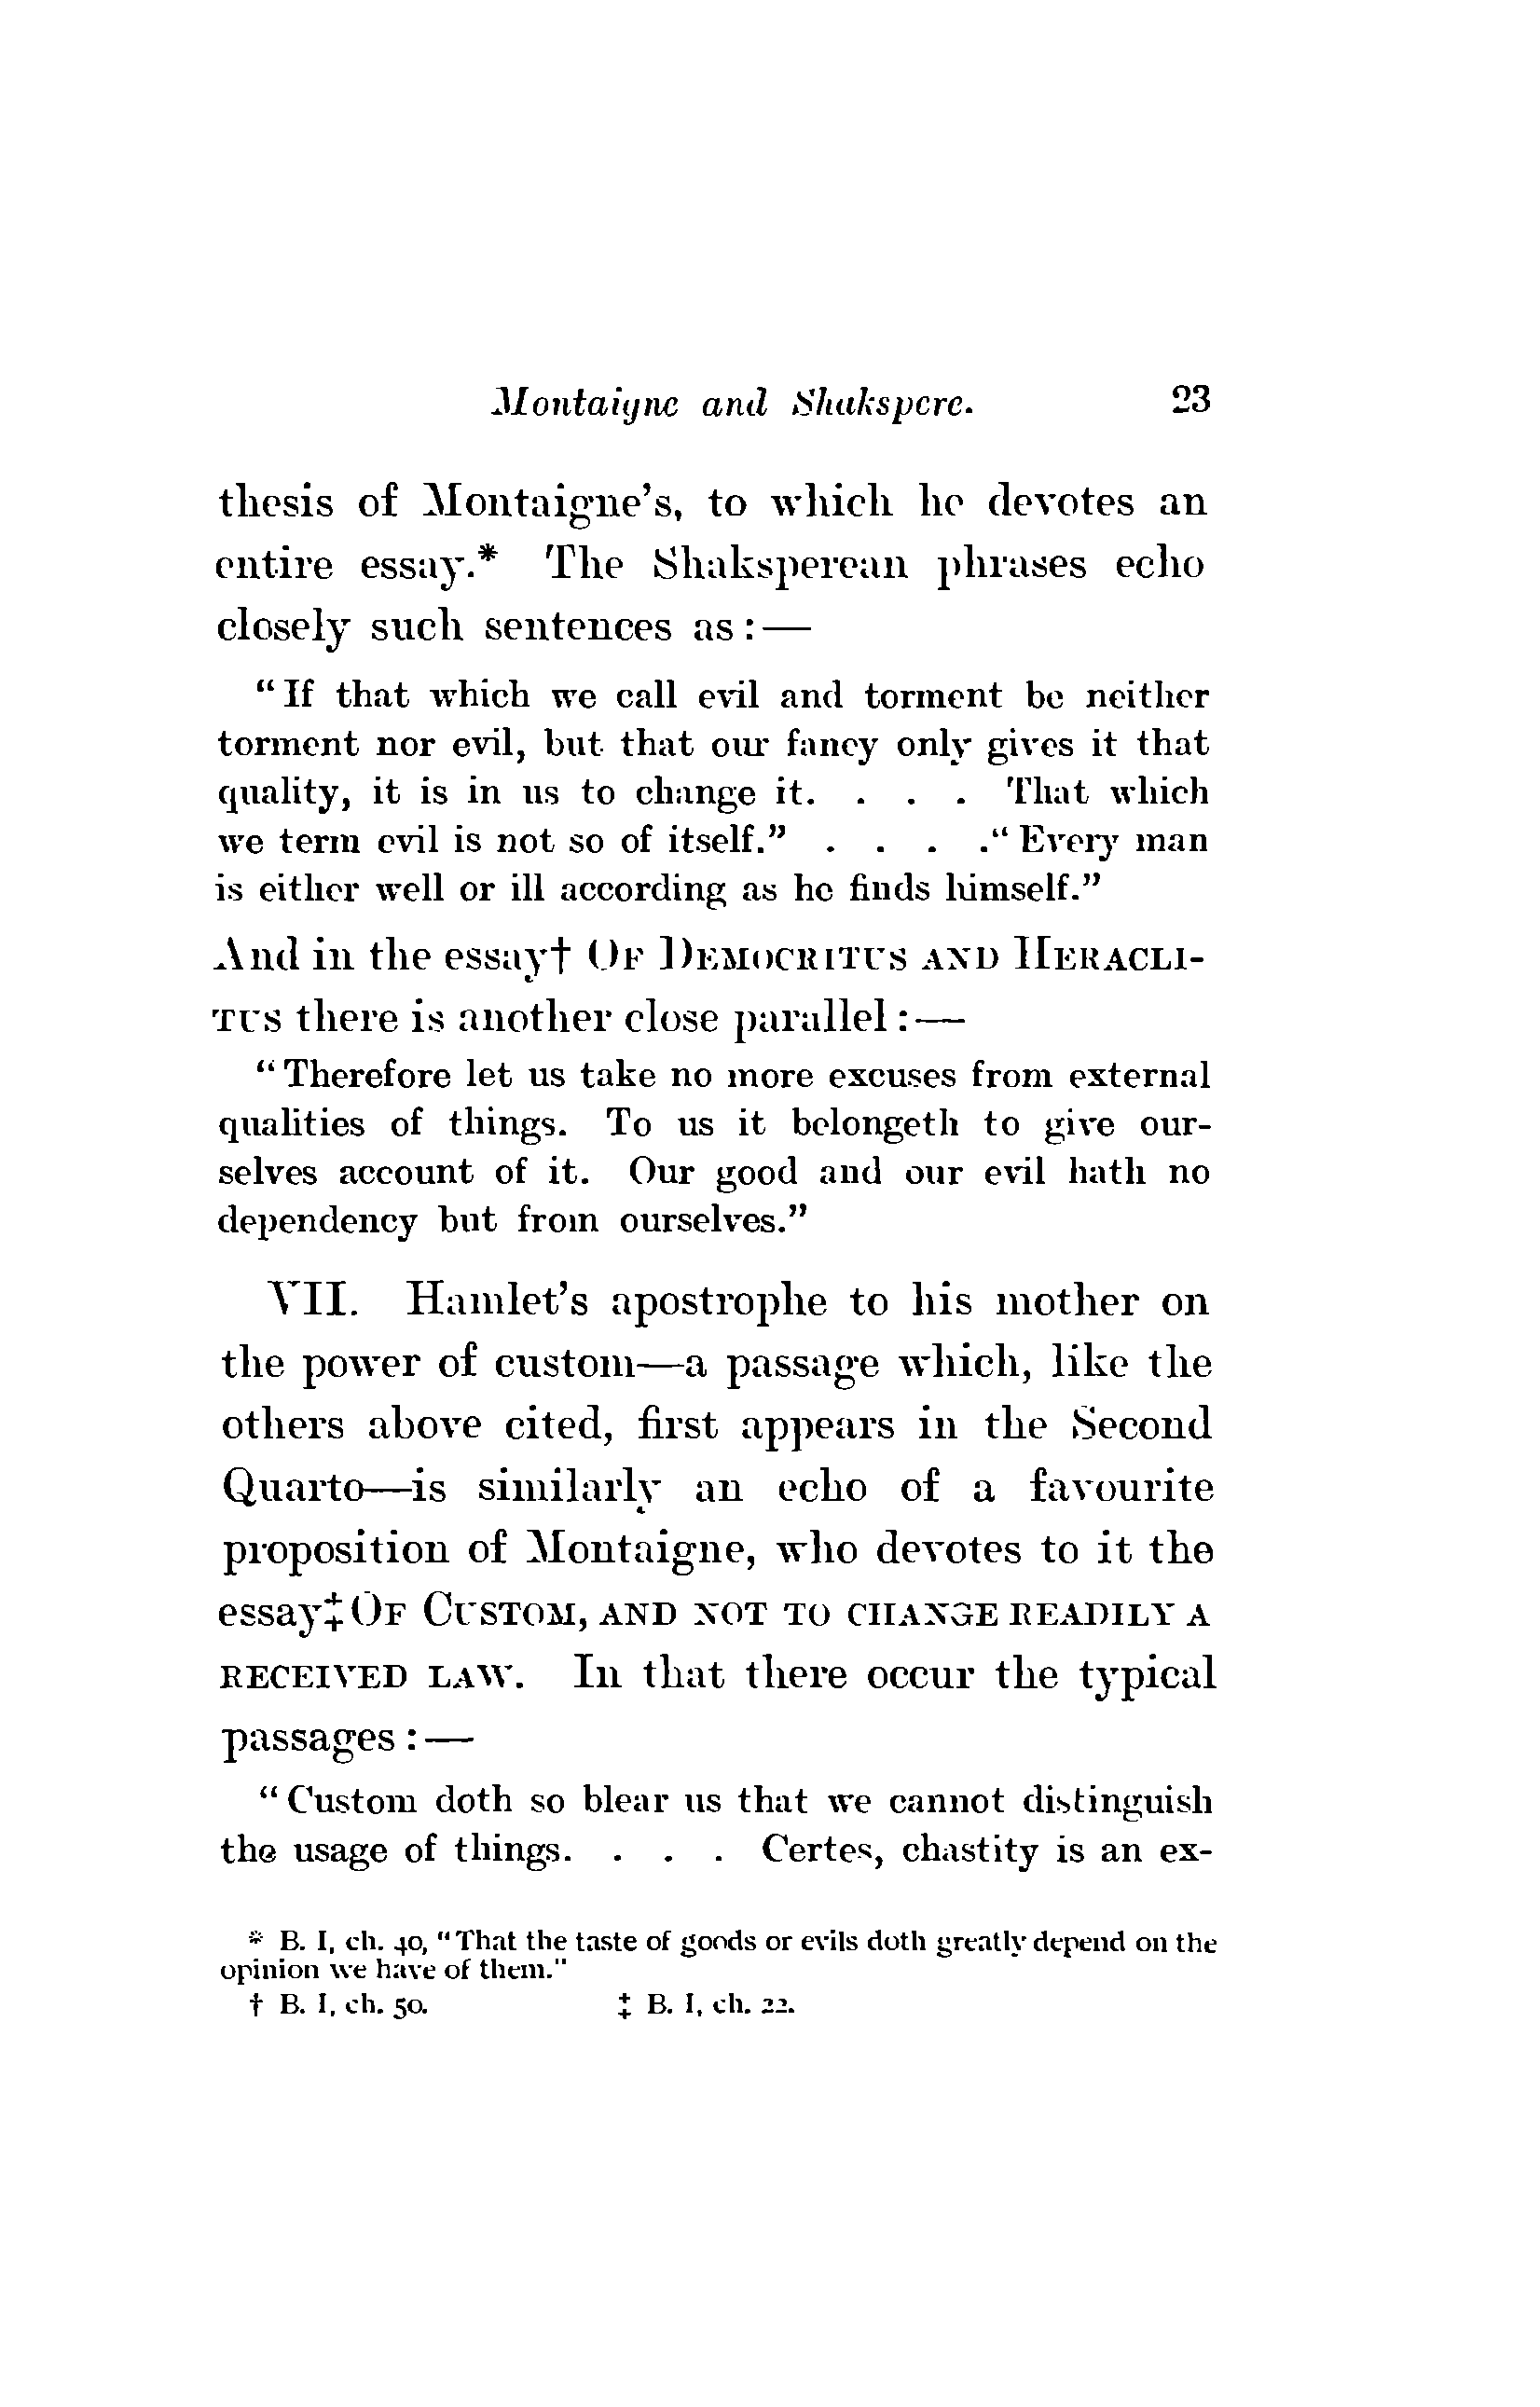 Montaigne and Shakspere. 23
thesis of Montaigne's, to which he devotes an
entire essay.* The Shaksperean phrases echo
closely such sentences as:—
"If that which we call evil and torment be neither
torment nor evil, but that our fancy only gives it that
quality, it is in us to change it. . . . That which
we term evil is not so of itself." . . . ."Every man
is either well or ill according as he finds himself."
And in the essay† OF DEMOCRITUS AND HERACLI-
TUS there is another close parallel:—
"Therefore let us take no more excuses from external
qualities of things. To us it belongeth to give our-
selves account of it. Our good and our evil hath no
dependency but from ourselves."
VII. Hamlet's apostrophe to his mother on
the power of custom—a passage which, like the
others above cited, first appears in the Second
Quarto—is similarly an echo of a favourite
proposition of Montaigne, who devotes to it the
essay‡ OF CUSTOM, AND NOT TO CHANGE READILY A
RECEIVED LAW. In that there occur the typical
passages:—
"Custom doth so blear us that we cannot distinguish
the usage of things. . . . Certes, chastity is an ex-
* B. I, ch. 40, "That the taste of goods or evils doth greatly depend on the
opinion we have of them."
† B. I, ch. 50. ‡ B. I, ch. 22.